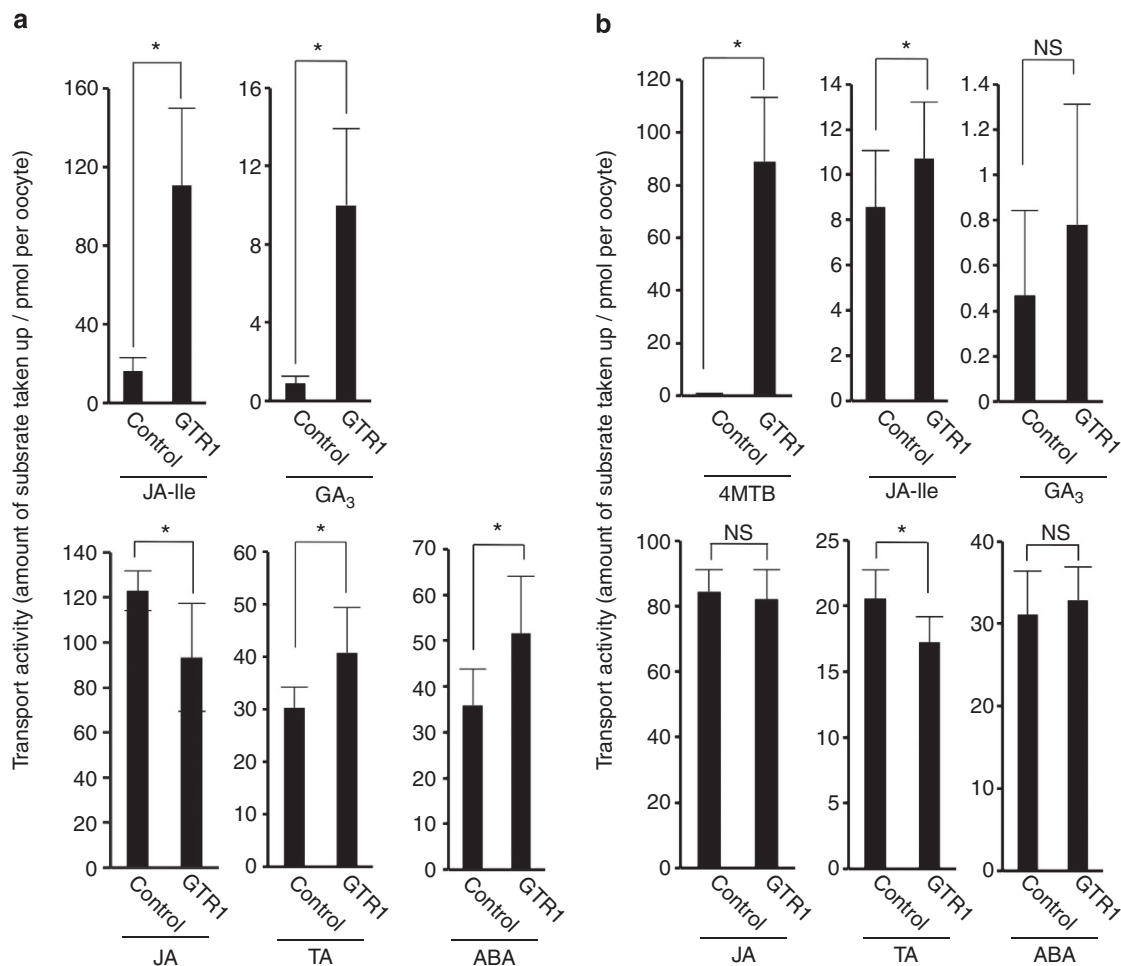 a
Transport activity (amount of subsrate taken up / pmol per oocyte)
*
160
120
80
40
0
Control
GTR1
JA-Ile
*
16
12
8
4
0
Control
GTR1
GA3
*
140
120
100
80
60
40
20
0
Control
GTR1
JA
*
60
50
40
30
20
10
0
Control
GTR1
TA
*
70
60
50
40
30
20
10
0
Control
GTR1
ABA
b
Transport activity (amount of subsrate taken up / pmol per oocyte)
*
120
100
80
60
40
20
0
Control
GTR1
4MTB
*
14
12
10
8
6
4
2
0
Control
GTR1
JA-Ile
NS
1.4
1.2
1
0.8
0.6
0.4
0.2
0
Control
GTR1
GA3
NS
100
80
60
40
20
0
Control
GTR1
JA
*
25
20
15
10
5
0
Control
GTR1
TA
NS
40
30
20
10
0
Control
GTR1
ABA